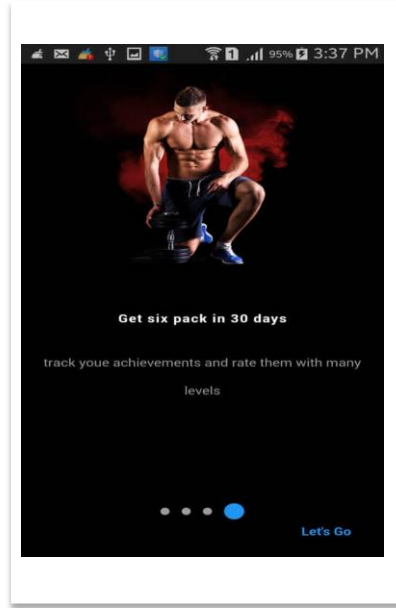 1 95% 3:37 PM
Get six pack in 30 days
track youe achievements and rate them with many
levels
Let's Go